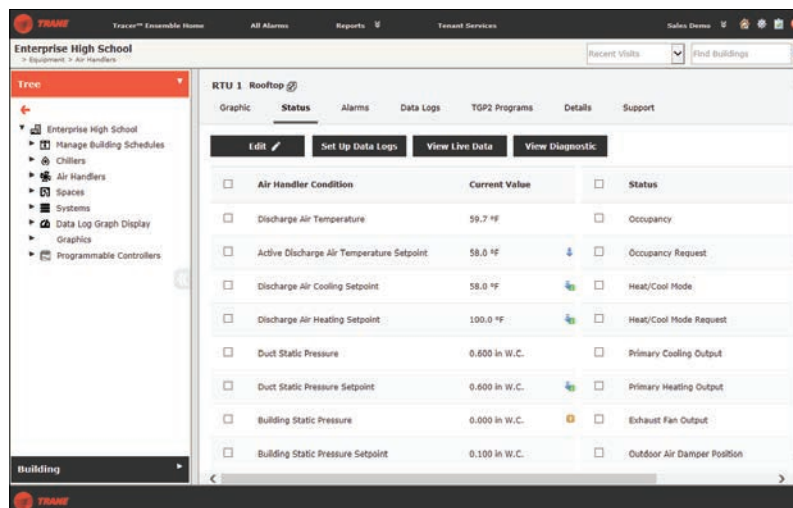 TRANE Tracer™ Ensemble Home All Alarms Reports Tenant Services Sales Demo
Enterprise High School
> Equipment > Air Handlers
Recent Visits Find Buildings
Tree
Enterprise High School
Manage Building Schedules
Chillers
Air Handlers
Spaces
Systems
Data Log Graph Display
Graphics
Programmable Controllers
Building
RTU 1 Rooftop
Graphic Status Alarms Data Logs TGP2 Programs Details Support
Edit Set Up Data Logs View Live Data View Diagnostic
Air Handler Condition Current Value Status
Discharge Air Temperature 59.7 ºF Occupancy
Active Discharge Air Temperature Setpoint 58.0 ºF Occupancy Request
Discharge Air Cooling Setpoint 58.0 ºF Heat/Cool Mode
Discharge Air Heating Setpoint 100.0 ºF Heat/Cool Mode Request
Duct Static Pressure 0.600 in W.C. Primary Cooling Output
Duct Static Pressure Setpoint 0.600 in W.C. Primary Heating Output
Building Static Pressure 0.000 in W.C. Exhaust Fan Output
Building Static Pressure Setpoint 0.100 in W.C. Outdoor Air Damper Position
TRANE